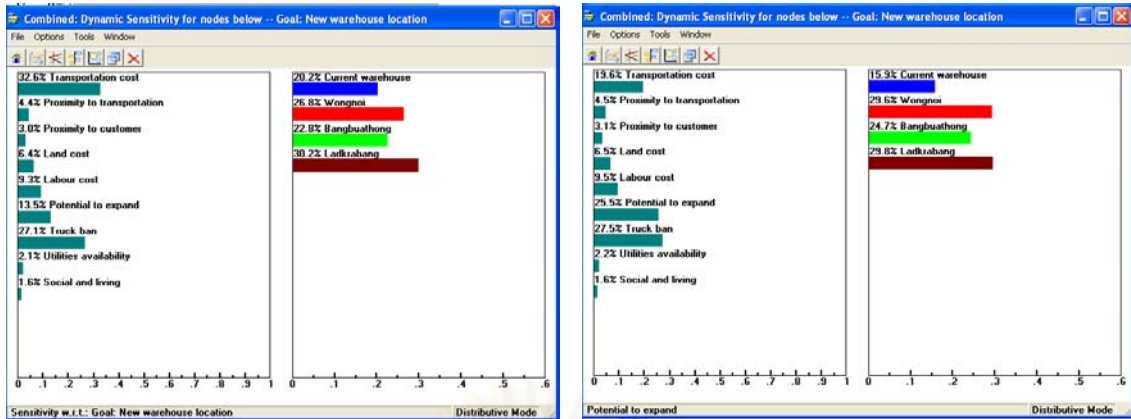 Combined: Dynamic Sensitivity for nodes below -- Goal: New warehouse location
File Options Tools Window
32.6% Transportation cost
4.4% Proximity to transportation
3.0% Proximity to customer
6.4% Land cost
9.3% Labour cost
13.5% Potential to expand
27.1% Truck ban
2.1% Utilities availability
1.6% Social and living
0 .1 .2 .3 .4 .5 .6 .7 .8 .9 1
20.2% Current warehouse
26.8% Wongnoi
22.8% Bangbuathong
30.2% Ladkrabang
0 .1 .2 .3 .4 .5 .6
Sensitivity w.r.t.: Goal: New warehouse location Distributive Mode
Combined: Dynamic Sensitivity for nodes below -- Goal: New warehouse location
File Options Tools Window
19.6% Transportation cost
4.5% Proximity to transportation
3.1% Proximity to customer
6.5% Land cost
9.5% Labour cost
25.5% Potential to expand
27.5% Truck ban
2.2% Utilities availability
1.6% Social and living
0 .1 .2 .3 .4 .5 .6 .7 .8 .9 1
15.9% Current warehouse
29.6% Wongnoi
24.7% Bangbuathong
29.8% Ladkrabang
0 .1 .2 .3 .4 .5 .6
Potential to expand Distributive Mode